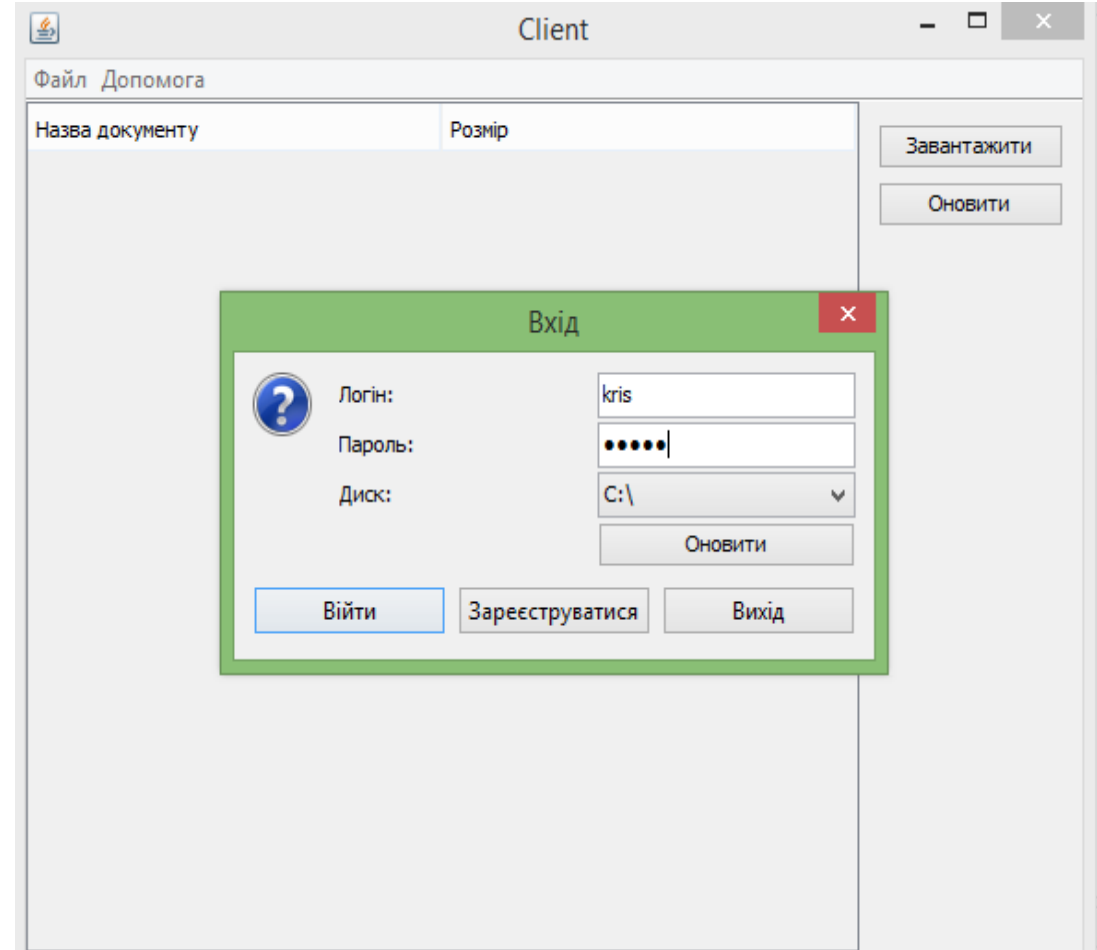 Client
Файл Допомога
Назва документу Розмір
Завантажити
Оновити
Вхід
Логін: kris
Пароль: •••••
Диск: C:\
Оновити
Війти Зареєструватися Вихід